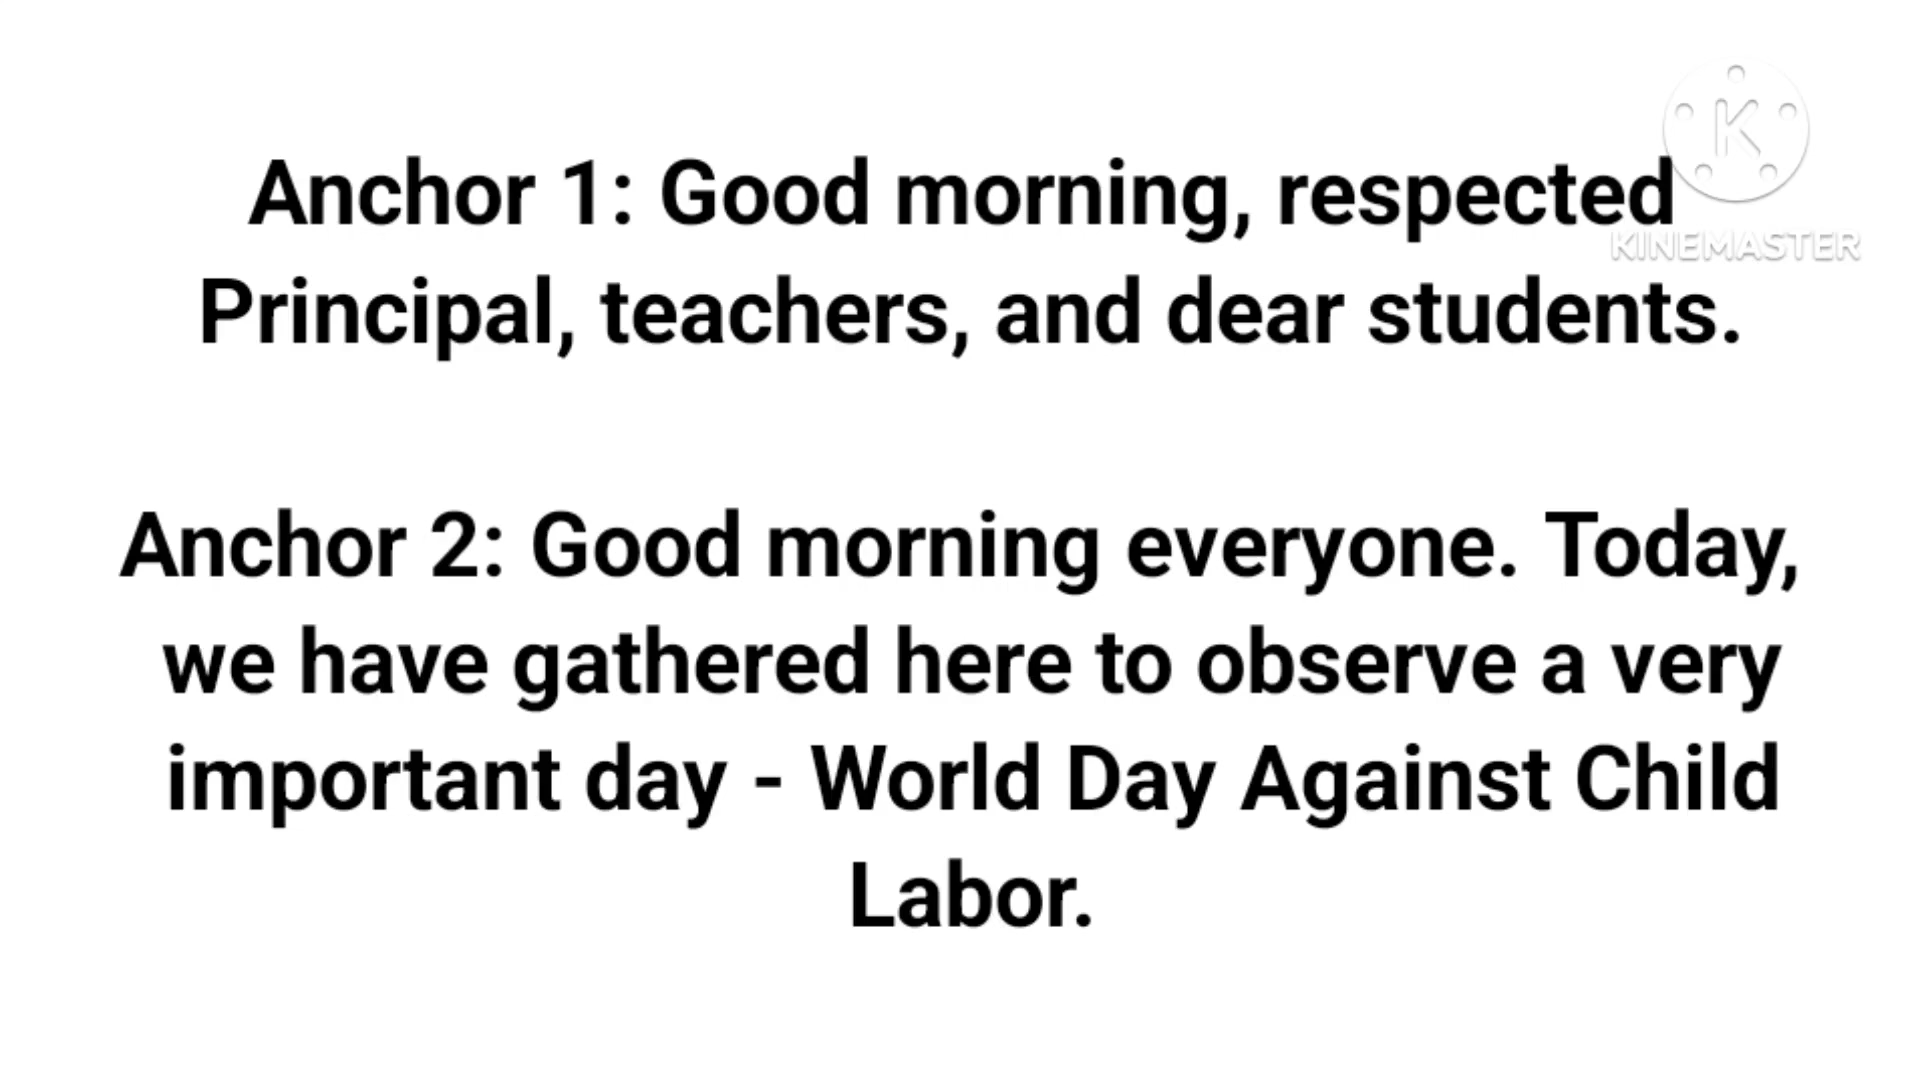 Anchor 1: Good morning, respected
Principal, teachers, and dear students.
Anchor 2: Good morning everyone. Today,
we have gathered here to observe a very
important day - World Day Against Child
Labor.
K
KINEMASTER